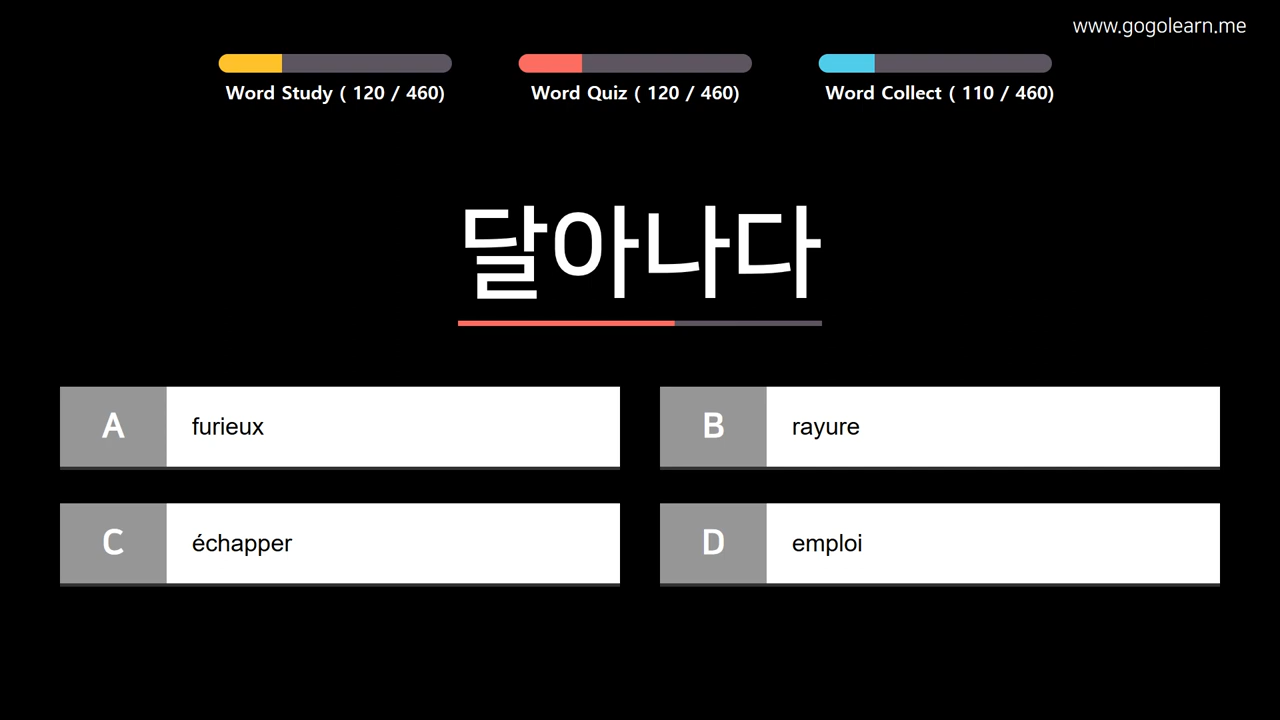 www.gogolearn.me
Word Study ( 120 / 460)
Word Quiz ( 120 / 460)
Word Collect ( 110 / 460)
달아나다
A furieux
B rayure
C échapper
D emploi